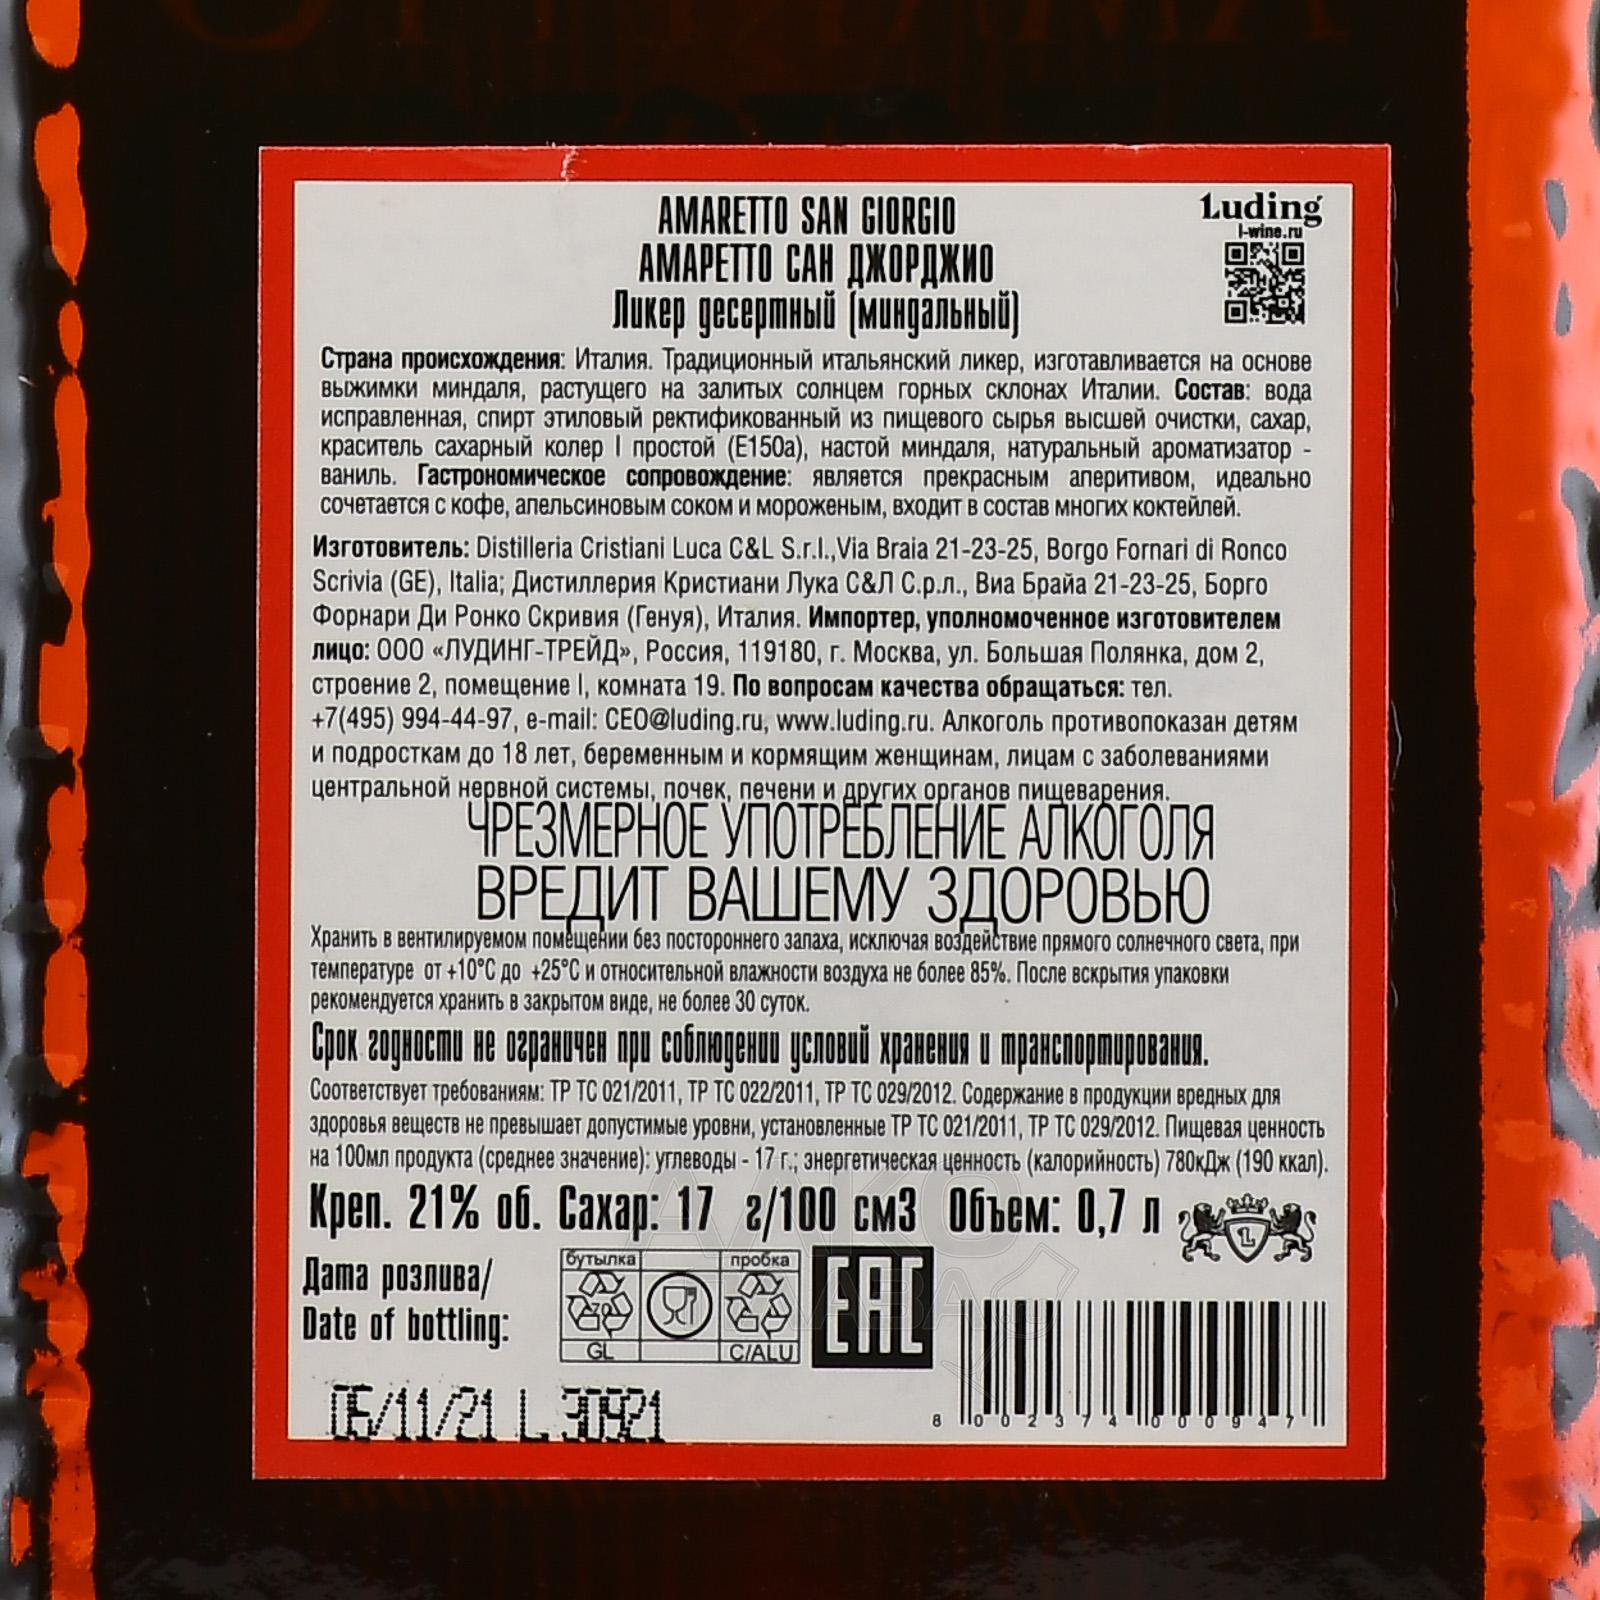 AMARETTO SAN GIORGIO
АМАРЕТТО САН ДЖОРДЖИО
Ликер десертный (миндальный)
Luding
l-wine.ru
Страна происхождения: Италия. Традиционный итальянский ликер, изготавливается на основе
выжимки миндаля, растущего на залитых солнцем горных склонах Италии. Состав: вода
исправленная, спирт этиловый ректификованный из пищевого сырья высшей очистки, сахар,
краситель сахарный колер I простой (Е150а), настой миндаля, натуральный ароматизатор -
ваниль. Гастрономическое сопровождение: является прекрасным аперитивом, идеально
сочетается с кофе, апельсиновым соком и мороженым, входит в состав многих коктейлей.
Изготовитель: Distilleria Cristiani Luca C&L S.r.l.,Via Braia 21-23-25, Borgo Fornari di Ronco
Scrivia (GE), Italia; Дистиллерия Кристиани Лука С&Л С.р.л., Виа Брайа 21-23-25, Борго
Форнари Ди Ронко Скривия (Генуя), Италия. Импортер, уполномоченное изготовителем
лицо: ООО «ЛУДИНГ-ТРЕЙД», Россия, 119180, г. Москва, ул. Большая Полянка, дом 2,
строение 2, помещение I, комната 19. По вопросам качества обращаться: тел.
+7(495) 994-44-97, e-mail: CEO@luding.ru, www.luding.ru. Алкоголь противопоказан детям
и подросткам до 18 лет, беременным и кормящим женщинам, лицам с заболеваниями
центральной нервной системы, почек, печени и других органов пищеварения.
ЧРЕЗМЕРНОЕ УПОТРЕБЛЕНИЕ АЛКОГОЛЯ
ВРЕДИТ ВАШЕМУ ЗДОРОВЬЮ
Хранить в вентилируемом помещении без постороннего запаха, исключая воздействие прямого солнечного света, при
температуре от +10°С до +25°С и относительной влажности воздуха не более 85%. После вскрытия упаковки
рекомендуется хранить в закрытом виде, не более 30 суток.
Срок годности не ограничен при соблюдении условий хранения и транспортирования.
Соответствует требованиям: ТР ТС 021/2011, ТР ТС 022/2011, ТР ТС 029/2012. Содержание в продукции вредных для
здоровья веществ не превышает допустимые уровни, установленные ТР ТС 021/2011, ТР ТС 029/2012. Пищевая ценность
на 100мл продукта (среднее значение): углеводы - 17 г.; энергетическая ценность (калорийность) 780кДж (190 ккал).
Креп. 21% об. Сахар: 17 г/100 см3 Объем: 0,7 л
L
Дата розлива/
Date of bottling:
бутылка пробка
70
GL C/ALU
EAC
8 002374 000947
05/11/21 L 30921
АЛКО
ЛАВКА